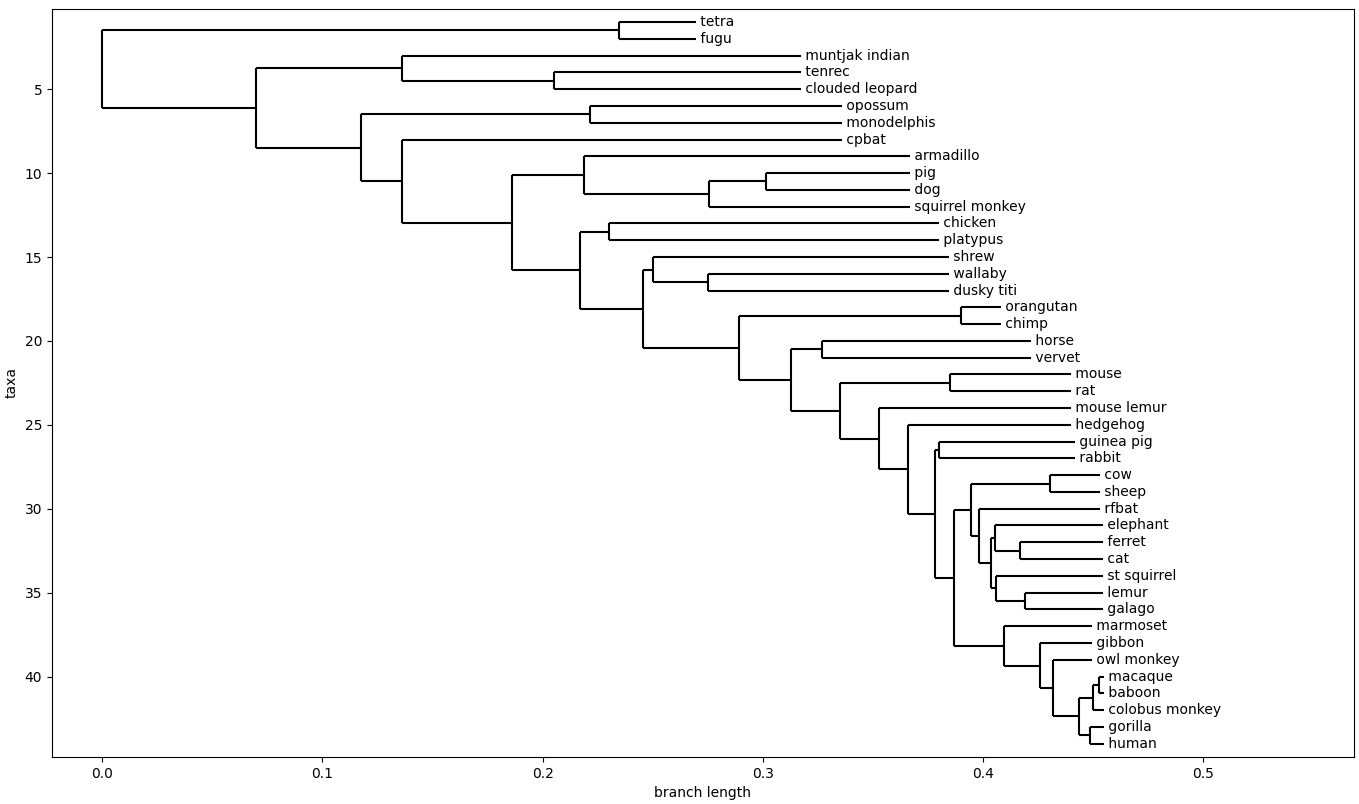 tetra
fugu
muntjak indian
tenrec
5
clouded leopard
opossum
monodelphis
cpbat
armadillo
10
pig
dog
squirrel monkey
chicken
platypus
15
shrew
wallaby
dusky titi
orangutan
chimp
20
horse
vervet
mouse
rat
taxa
mouse lemur
25
hedgehog
guinea pig
rabbit
cow
sheep
30
rfbat
elephant
ferret
cat
st squirrel
35
lemur
galago
marmoset
gibbon
owl monkey
40
macaque
baboon
colobus monkey
gorilla
human
0.0 0.1 0.2 0.3 0.4 0.5
branch length